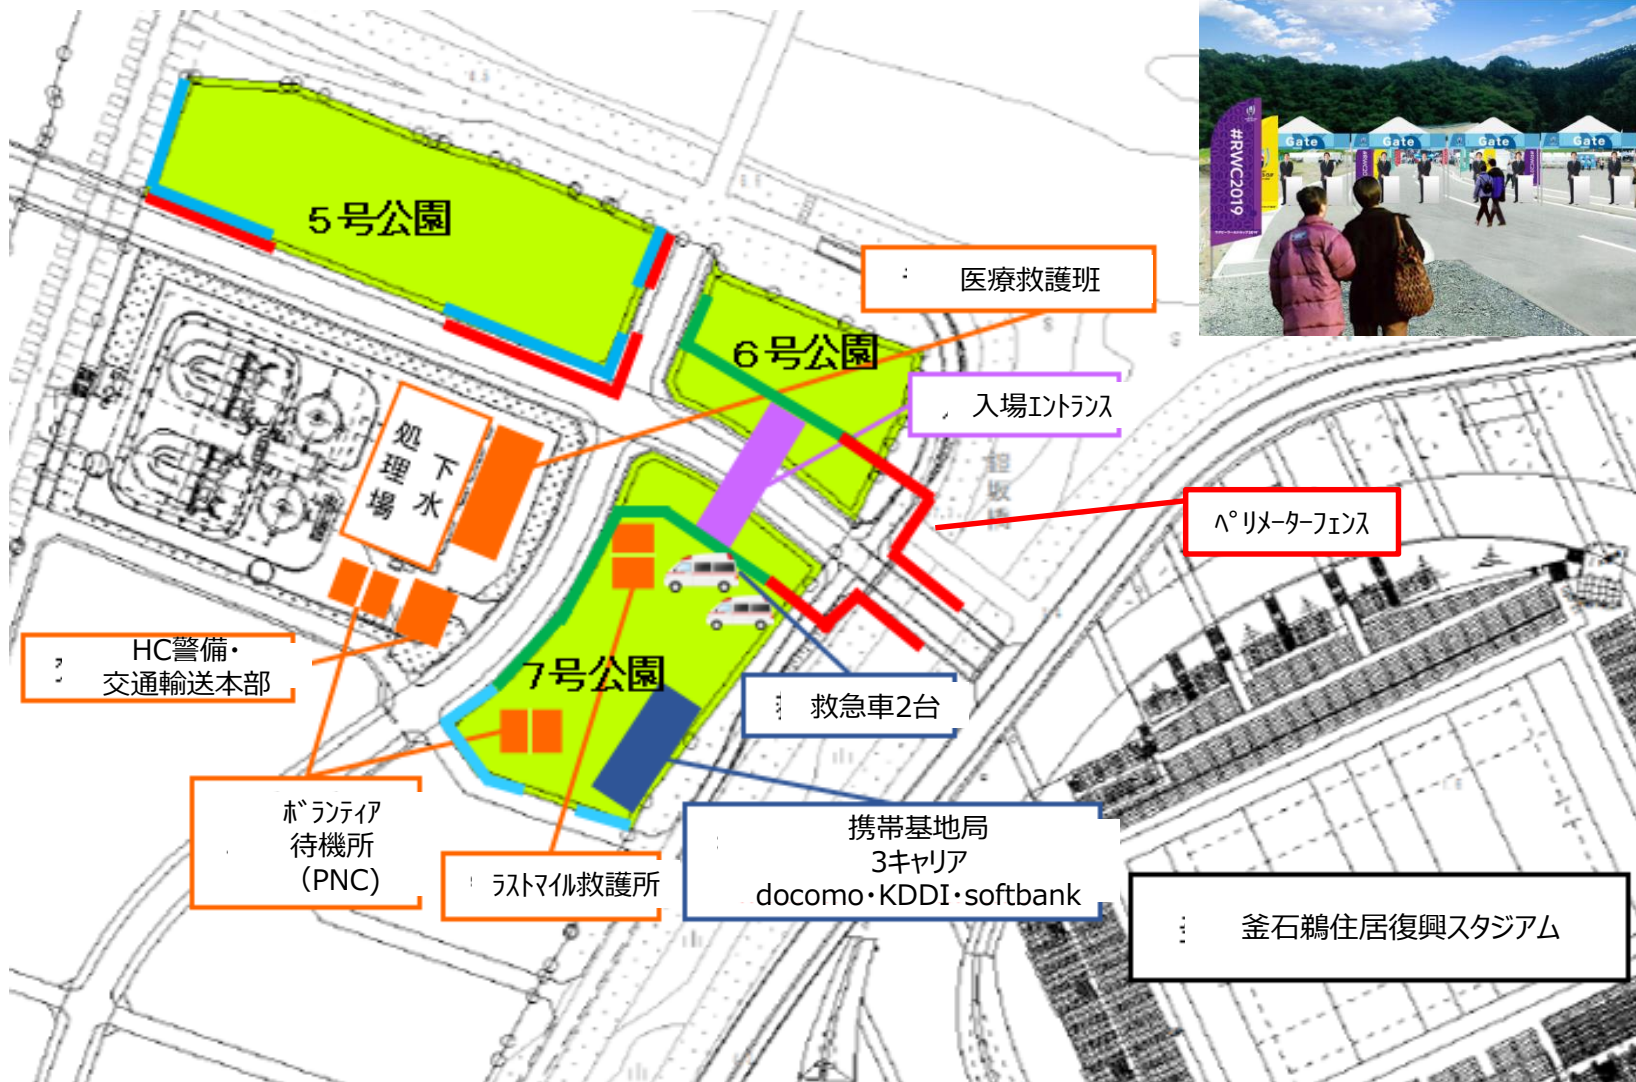 #RWC2019
Gate
Gate
Gate
Gate
5号公園
医療救護班
6号公園
入場エントランス
ペリメーターフェンス
下水
処理場
HC警備・
交通輸送本部
7号公園
救急車2台
ボランティア
待機所
(PNC)
ラストマイル救護所
携帯基地局
3キャリア
docomo・KDDI・softbank
釜石鵜住居復興スタジアム